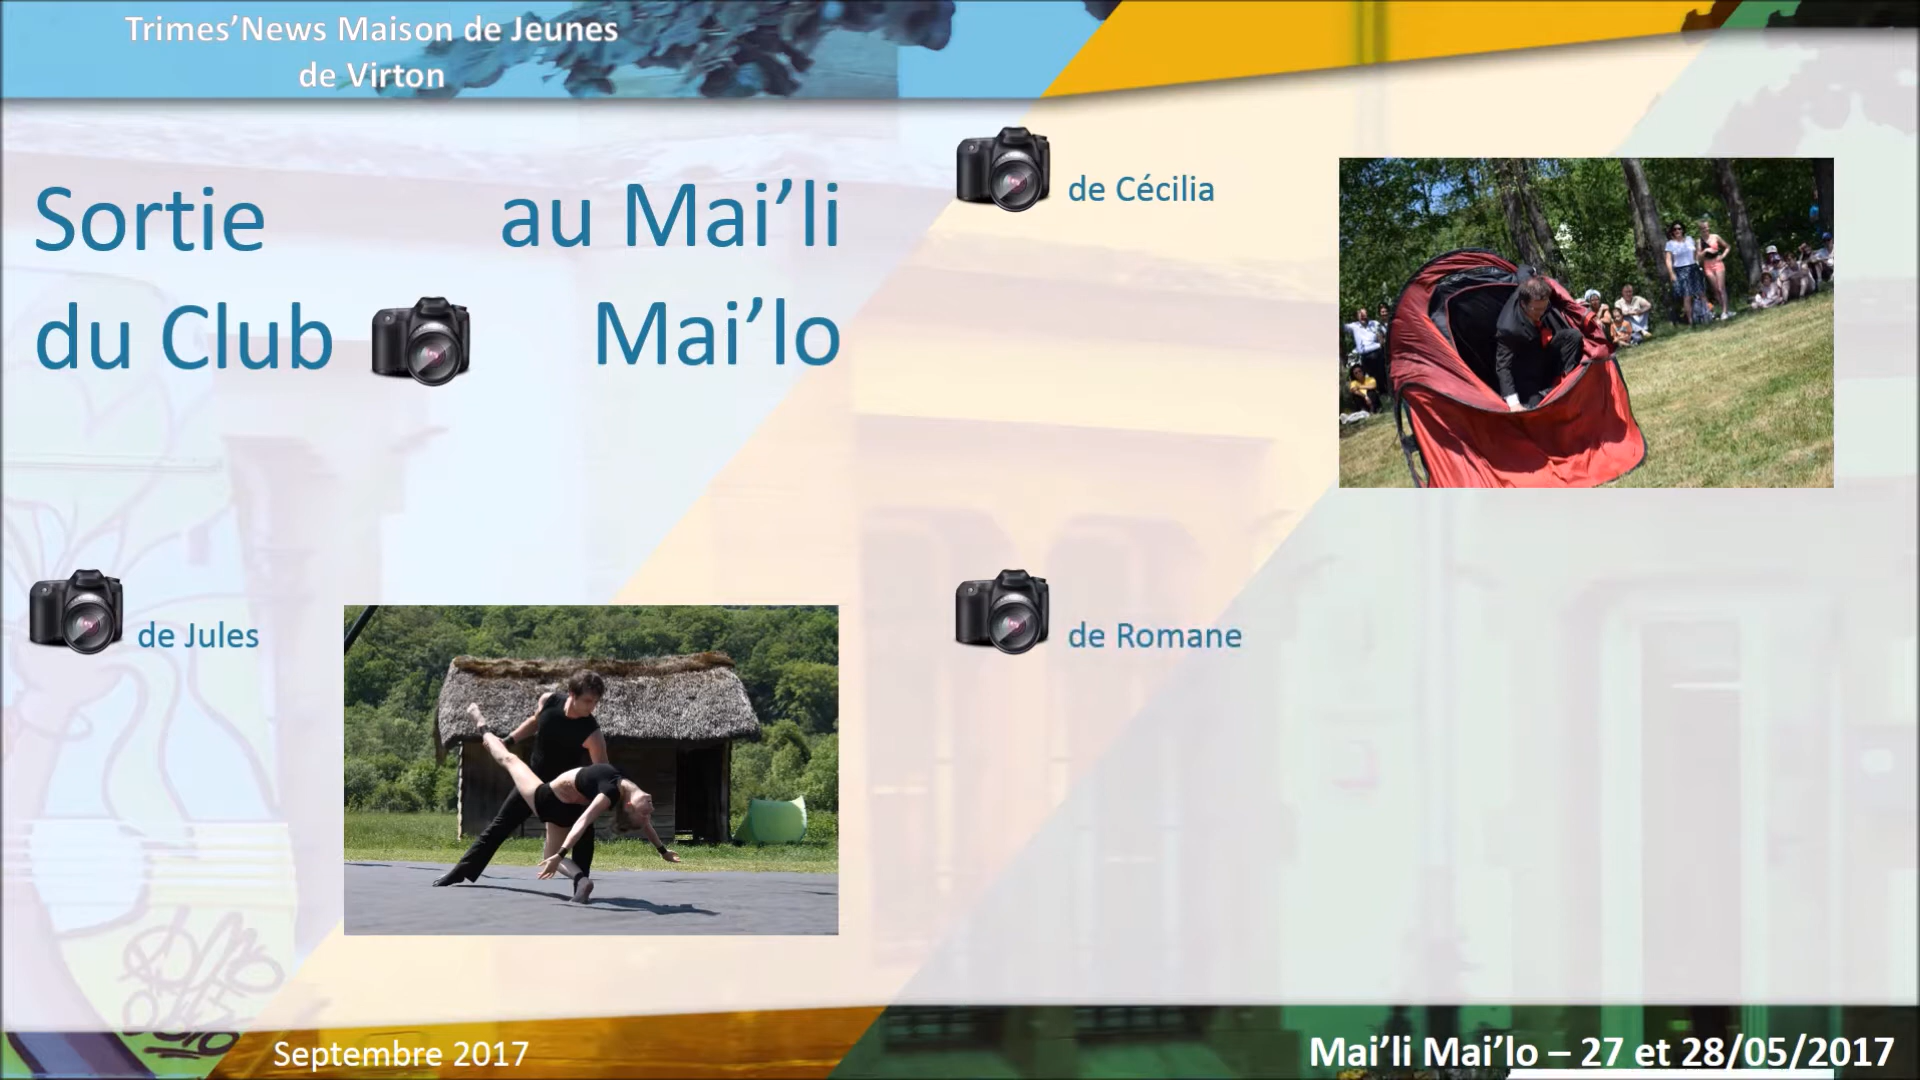 Trimes’News Maison de Jeunes
de Virton
Sortie
du Club
au Mai’li
Mai’lo
de Cécilia
de Jules
de Romane
Septembre 2017
Mai’li Mai’lo – 27 et 28/05/2017